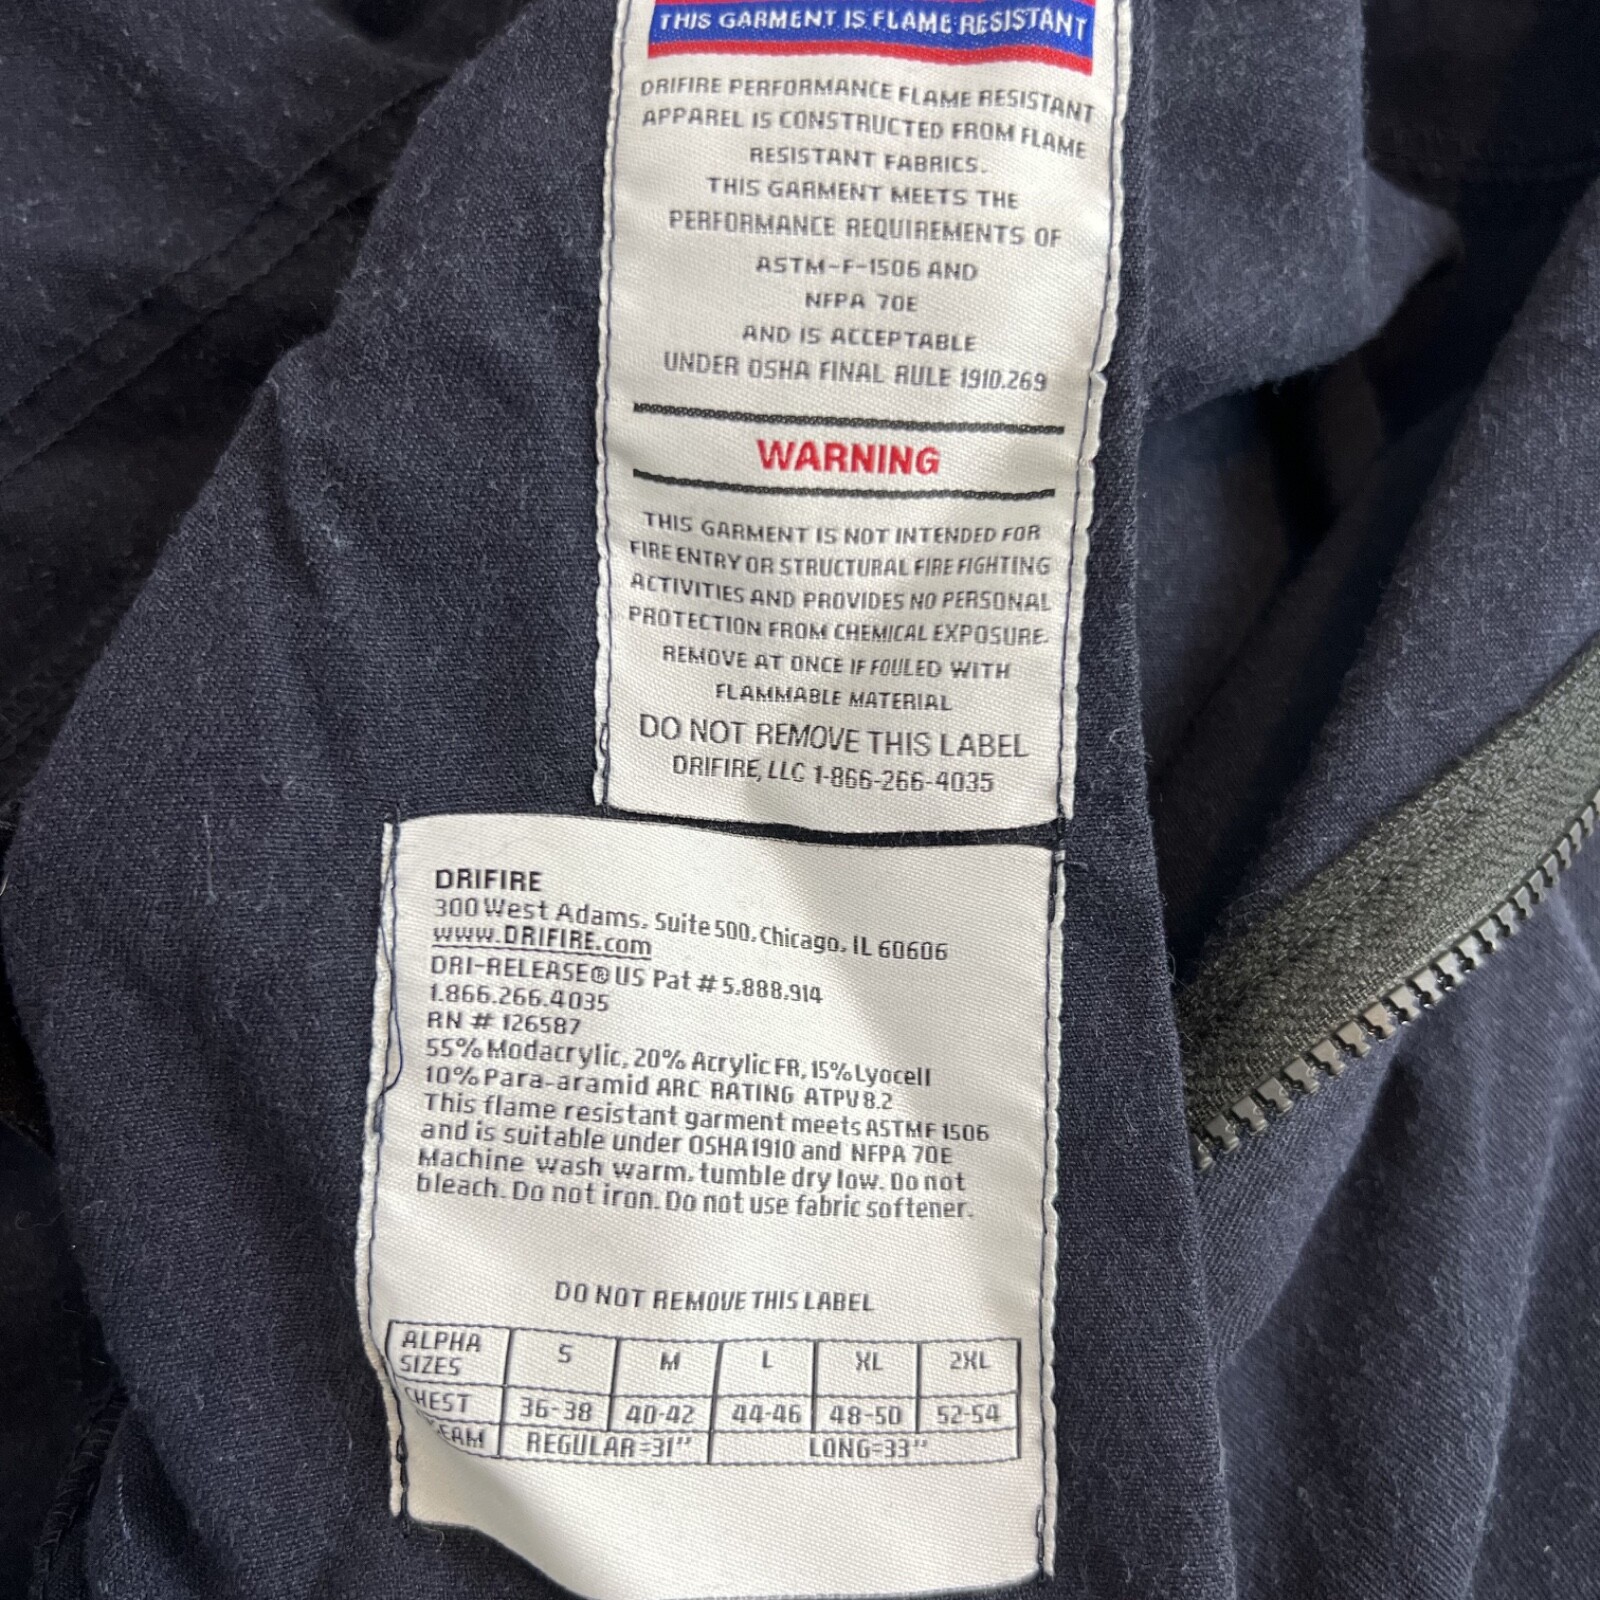 THIS GARMENT IS FLAME RESISTANT
DRIFIRE PERFORMANCE FLAME RESISTANT
APPAREL IS CONSTRUCTED FROM FLAME
RESISTANT FABRICS.
THIS GARMENT MEETS THE
PERFORMANCE REQUIREMENTS OF
ASTM-F-1506 AND
NFPA 70E
AND IS ACCEPTABLE
UNDER OSHA FINAL RULE 1910.269
WARNING
THIS GARMENT IS NOT INTENDED FOR
FIRE ENTRY OR STRUCTURAL FIRE FIGHTING
ACTIVITIES AND PROVIDES NO PERSONAL
PROTECTION FROM CHEMICAL EXPOSURE.
REMOVE AT ONCE IF FOULED WITH
FLAMMABLE MATERIAL
DO NOT REMOVE THIS LABEL
DRIFIRE, LLC 1-866-266-4035
DRIFIRE
300 West Adams, Suite 500, Chicago, IL 60606
www.DRIFIRE.com
DRI-RELEASE® US Pat # 5,888,914
1.866.266.4035
RN # 126587
55% Modacrylic, 20% Acrylic FR, 15% Lyocell
10% Para-aramid ARC RATING ATPV 8.2
This flame resistant garment meets ASTMF 1506
and is suitable under OSHA 1910 and NFPA 70E
Machine wash warm, tumble dry low. Do not
bleach. Do not iron. Do not use fabric softener.
DO NOT REMOVE THIS LABEL
ALPHA SIZES S M L XL 2XL
CHEST 36-38 40-42 44-46 48-50 52-54
EAM REGULAR=31" LONG=33"